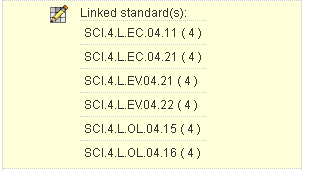 Linked standard(s):
SCI.4.L.EC.04.11 ( 4 )
SCI.4.L.EC.04.21 ( 4 )
SCI.4.L.EV.04.21 ( 4 )
SCI.4.L.EV.04.22 ( 4 )
SCI.4.L.OL.04.15 ( 4 )
SCI.4.L.OL.04.16 ( 4 )